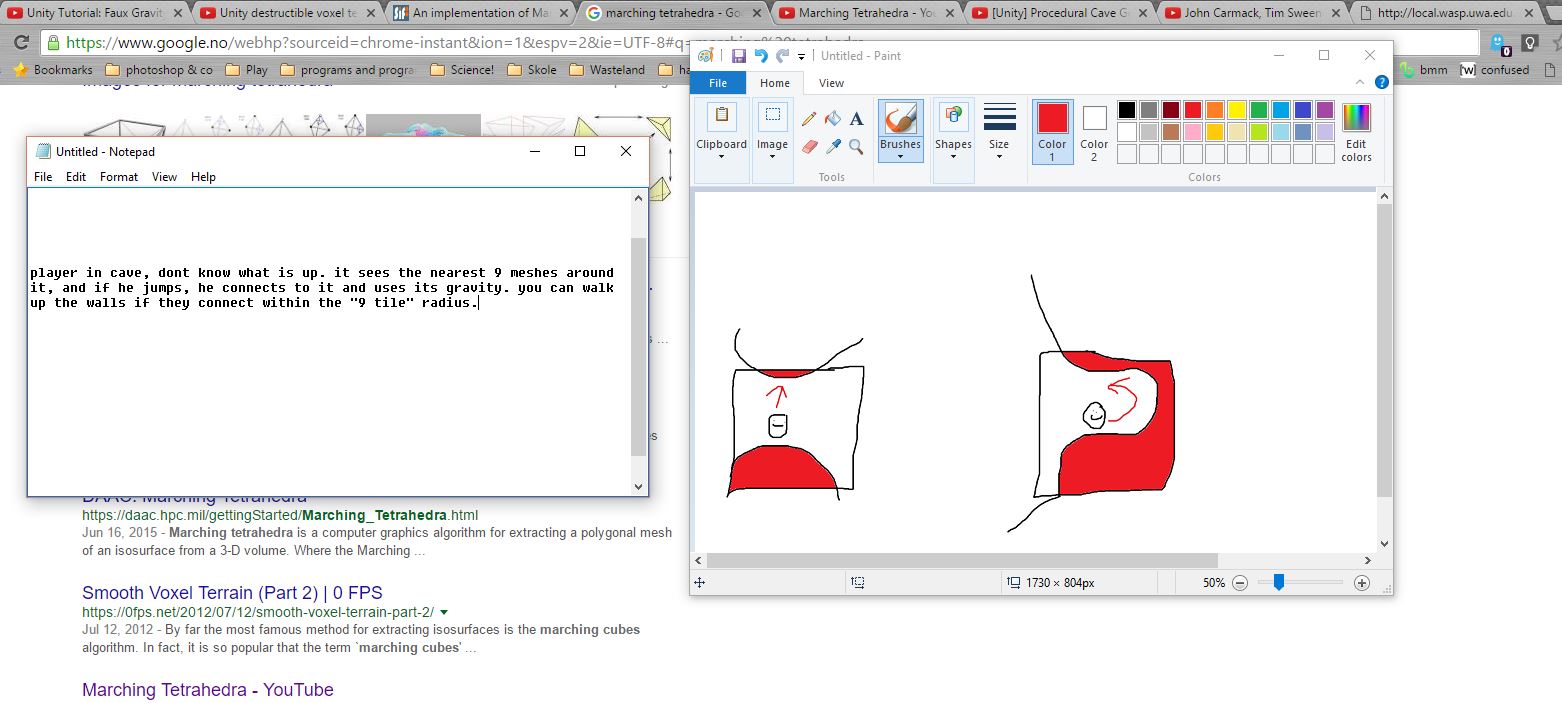 Unity Tutorial: Faux Gravit
Unity destructible voxel te
An implementation of Ma
marching tetrahedra - Goo
Marching Tetrahedra - You
[Unity] Procedural Cave G
John Carmack, Tim Sween
http://local.wasp.uwa.edu.
https://www.google.no/webhp?sourceid=chrome-instant&ion=1&espv=2&ie=UTF-8#q=marching%20tetrahedra
Bookmarks
photoshop & co
Play
programs and progra
Science!
Skole
Wasteland
ha
bmm
[w] confused
Images for marching tetrahedra
Untitled - Notepad
File Edit Format View Help
player in cave, dont know what is up. it sees the nearest 9 meshes around
it, and if he jumps, he connects to it and uses its gravity. you can walk
up the walls if they connect within the "9 tile" radius.
Untitled - Paint
File Home View
Clipboard
Image
Tools
Brushes
Shapes
Size
Color 1
Color 2
Edit colors
Colors
1730 × 804px
50%
DAAC: Marching Tetrahedra
https://daac.hpc.mil/gettingStarted/Marching_Tetrahedra.html
Jun 16, 2015 - Marching tetrahedra is a computer graphics algorithm for extracting a polygonal mesh
of an isosurface from a 3-D volume. Where the Marching ...
Smooth Voxel Terrain (Part 2) | 0 FPS
https://0fps.net/2012/07/12/smooth-voxel-terrain-part-2/
Jul 12, 2012 - By far the most famous method for extracting isosurfaces is the marching cubes
algorithm. In fact, it is so popular that the term `marching cubes' ...
Marching Tetrahedra - YouTube